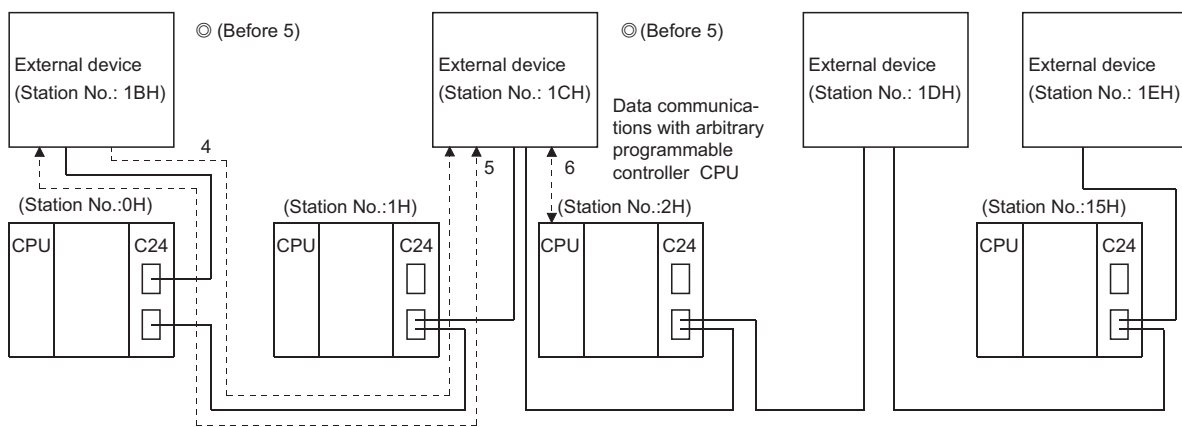 ◎ (Before 5)
◎ (Before 5)
External device
(Station No.: 1BH)
External device
(Station No.: 1CH)
External device
(Station No.: 1DH)
External device
(Station No.: 1EH)
Data communica-
tions with arbitrary
programmable
controller CPU
4
5
6
(Station No.:0H)
(Station No.:1H)
(Station No.:2H)
(Station No.:15H)
CPU
C24
CPU
C24
CPU
C24
CPU
C24